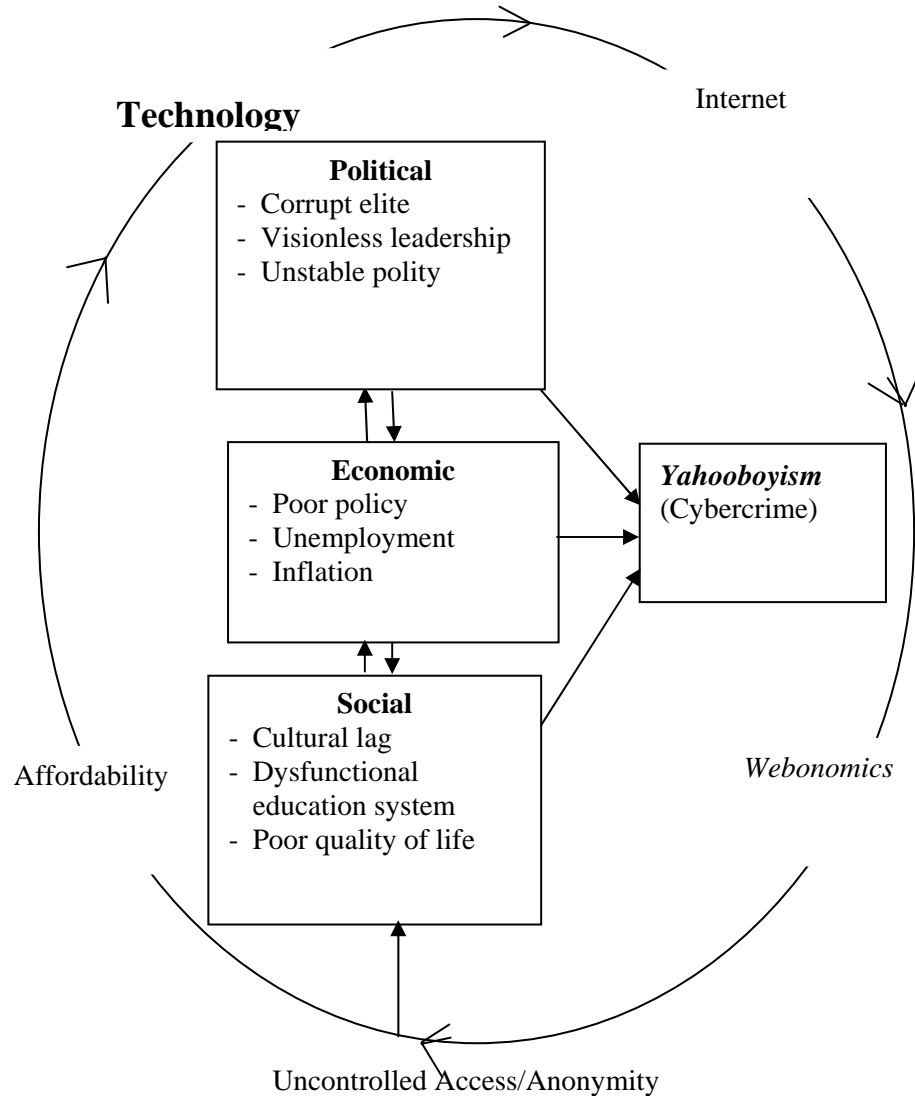 Internet
Technology
Political
- Corrupt elite
- Visionless leadership
- Unstable polity
Economic
- Poor policy
- Unemployment
- Inflation
Yahooboyism
(Cybercrime)
Social
- Cultural lag
- Dysfunctional
education system
- Poor quality of life
Affordability
Webonomics
Uncontrolled Access/Anonymity